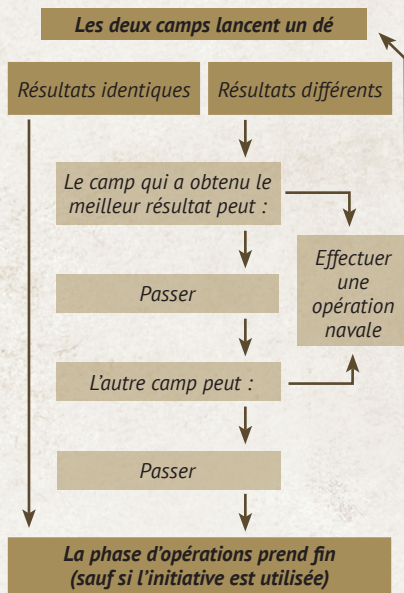 Les deux camps lancent un dé
Résultats identiques
Résultats différents
Le camp qui a obtenu le
meilleur résultat peut :
Effectuer
une
opération
navale
Passer
L'autre camp peut :
Passer
La phase d'opérations prend fin
(sauf si l'initiative est utilisée)